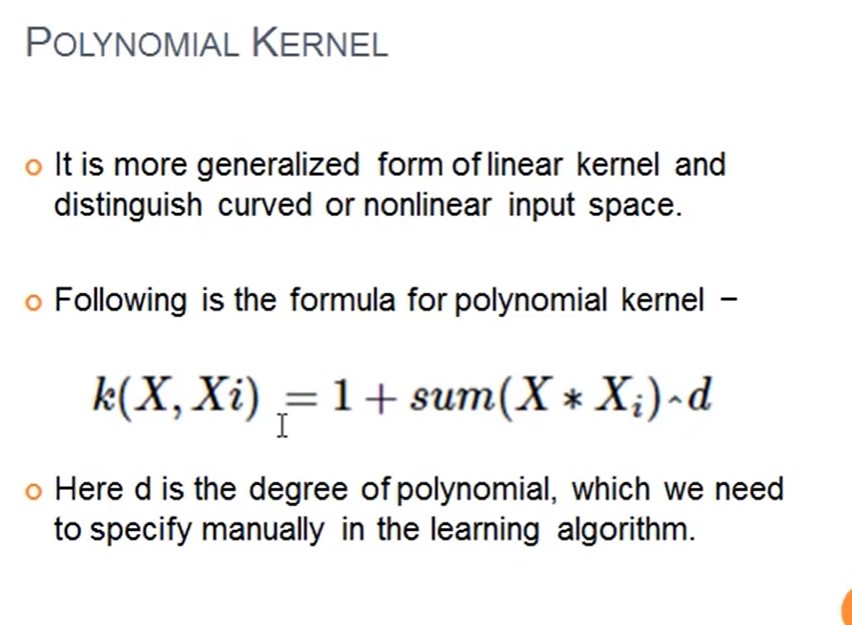 POLYNOMIAL KERNEL
It is more generalized form of linear kernel and
distinguish curved or nonlinear input space.
Following is the formula for polynomial kernel –
k(X, Xi) = 1 + sum(X * X_i)^d
Here d is the degree of polynomial, which we need
to specify manually in the learning algorithm.